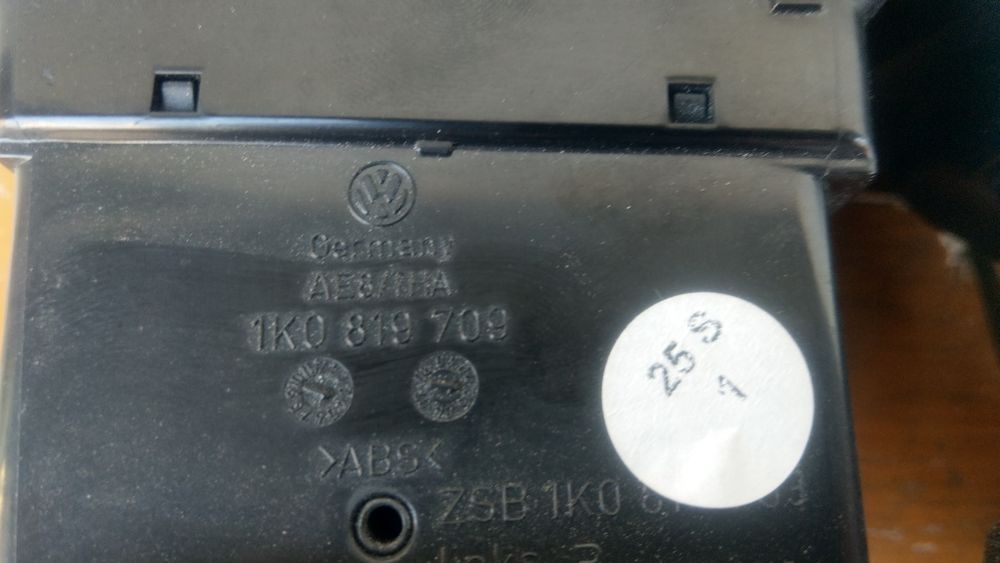 Germany
1K0 819 709
25 S
1
>ABS<
ZSB 1K0